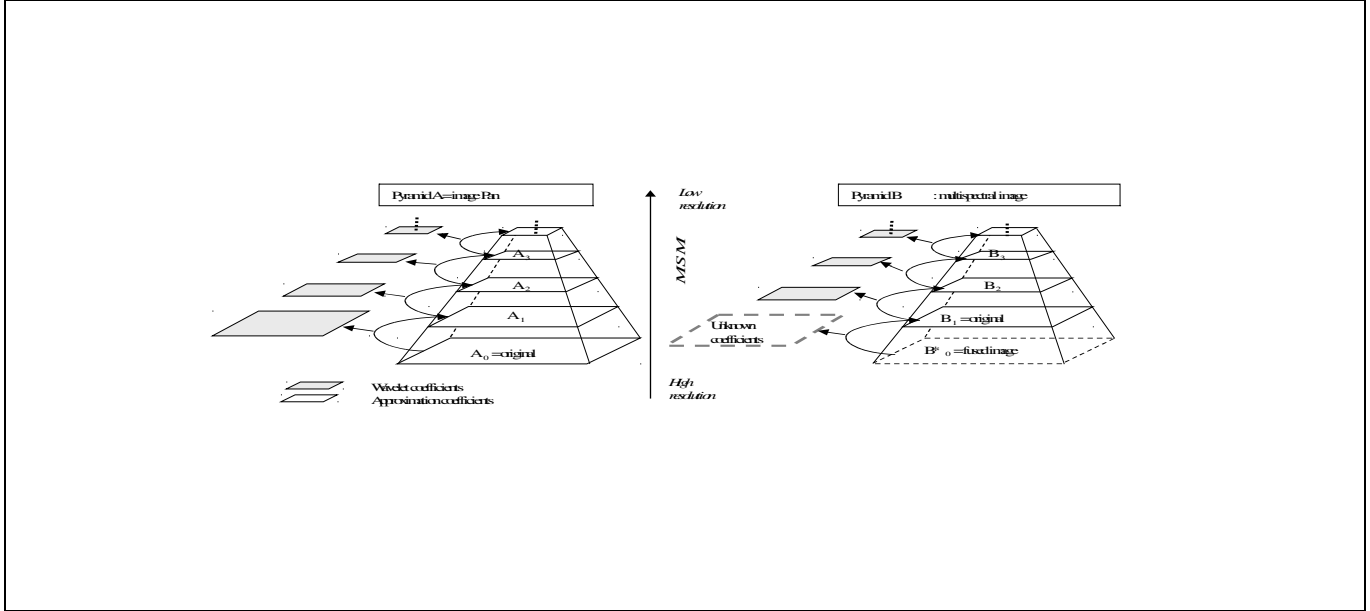 Pyramid A = image Pan
Low
resolution
Pyramid B : multispectral image
A3
A2
A1
A0 = original
MSM
B3
B2
B1 = original
B*0 = fused image
Unknown
coefficients
High
resolution
Wavelet coefficients
Approximation coefficients